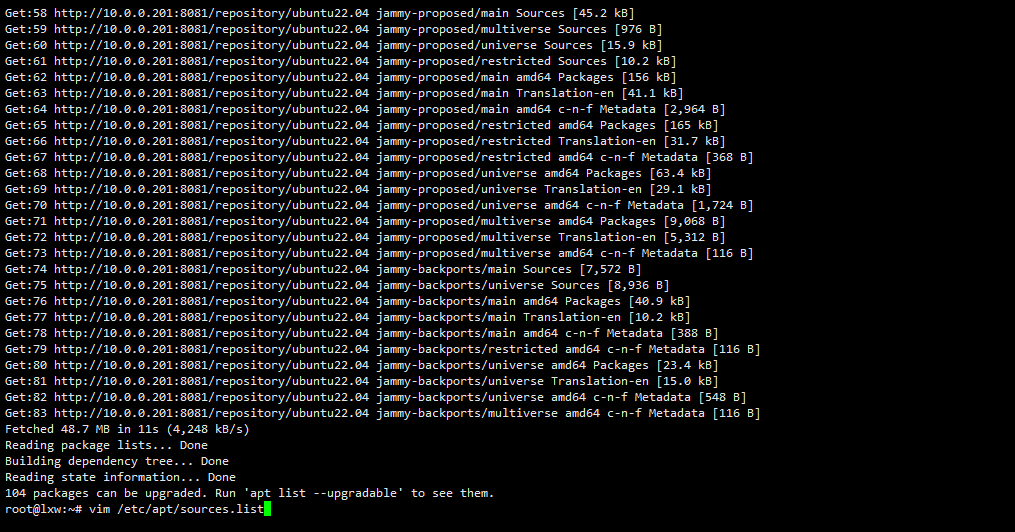 Get:58 http://10.0.0.201:8081/repository/ubuntu22.04 jammy-proposed/main Sources [45.2 kB]
Get:59 http://10.0.0.201:8081/repository/ubuntu22.04 jammy-proposed/multiverse Sources [976 B]
Get:60 http://10.0.0.201:8081/repository/ubuntu22.04 jammy-proposed/universe Sources [15.9 kB]
Get:61 http://10.0.0.201:8081/repository/ubuntu22.04 jammy-proposed/restricted Sources [10.2 kB]
Get:62 http://10.0.0.201:8081/repository/ubuntu22.04 jammy-proposed/main amd64 Packages [156 kB]
Get:63 http://10.0.0.201:8081/repository/ubuntu22.04 jammy-proposed/main Translation-en [41.1 kB]
Get:64 http://10.0.0.201:8081/repository/ubuntu22.04 jammy-proposed/main amd64 c-n-f Metadata [2,964 B]
Get:65 http://10.0.0.201:8081/repository/ubuntu22.04 jammy-proposed/restricted amd64 Packages [165 kB]
Get:66 http://10.0.0.201:8081/repository/ubuntu22.04 jammy-proposed/restricted Translation-en [31.7 kB]
Get:67 http://10.0.0.201:8081/repository/ubuntu22.04 jammy-proposed/restricted amd64 c-n-f Metadata [368 B]
Get:68 http://10.0.0.201:8081/repository/ubuntu22.04 jammy-proposed/universe amd64 Packages [63.4 kB]
Get:69 http://10.0.0.201:8081/repository/ubuntu22.04 jammy-proposed/universe Translation-en [29.1 kB]
Get:70 http://10.0.0.201:8081/repository/ubuntu22.04 jammy-proposed/universe amd64 c-n-f Metadata [1,724 B]
Get:71 http://10.0.0.201:8081/repository/ubuntu22.04 jammy-proposed/multiverse amd64 Packages [9,068 B]
Get:72 http://10.0.0.201:8081/repository/ubuntu22.04 jammy-proposed/multiverse Translation-en [5,312 B]
Get:73 http://10.0.0.201:8081/repository/ubuntu22.04 jammy-proposed/multiverse amd64 c-n-f Metadata [116 B]
Get:74 http://10.0.0.201:8081/repository/ubuntu22.04 jammy-backports/main Sources [7,572 B]
Get:75 http://10.0.0.201:8081/repository/ubuntu22.04 jammy-backports/universe Sources [8,936 B]
Get:76 http://10.0.0.201:8081/repository/ubuntu22.04 jammy-backports/main amd64 Packages [40.9 kB]
Get:77 http://10.0.0.201:8081/repository/ubuntu22.04 jammy-backports/main Translation-en [10.2 kB]
Get:78 http://10.0.0.201:8081/repository/ubuntu22.04 jammy-backports/main amd64 c-n-f Metadata [388 B]
Get:79 http://10.0.0.201:8081/repository/ubuntu22.04 jammy-backports/restricted amd64 c-n-f Metadata [116 B]
Get:80 http://10.0.0.201:8081/repository/ubuntu22.04 jammy-backports/universe amd64 Packages [23.4 kB]
Get:81 http://10.0.0.201:8081/repository/ubuntu22.04 jammy-backports/universe Translation-en [15.0 kB]
Get:82 http://10.0.0.201:8081/repository/ubuntu22.04 jammy-backports/universe amd64 c-n-f Metadata [548 B]
Get:83 http://10.0.0.201:8081/repository/ubuntu22.04 jammy-backports/multiverse amd64 c-n-f Metadata [116 B]
Fetched 48.7 MB in 11s (4,248 kB/s)
Reading package lists... Done
Building dependency tree... Done
Reading state information... Done
104 packages can be upgraded. Run 'apt list --upgradable' to see them.
root@lxw:~# vim /etc/apt/sources.list